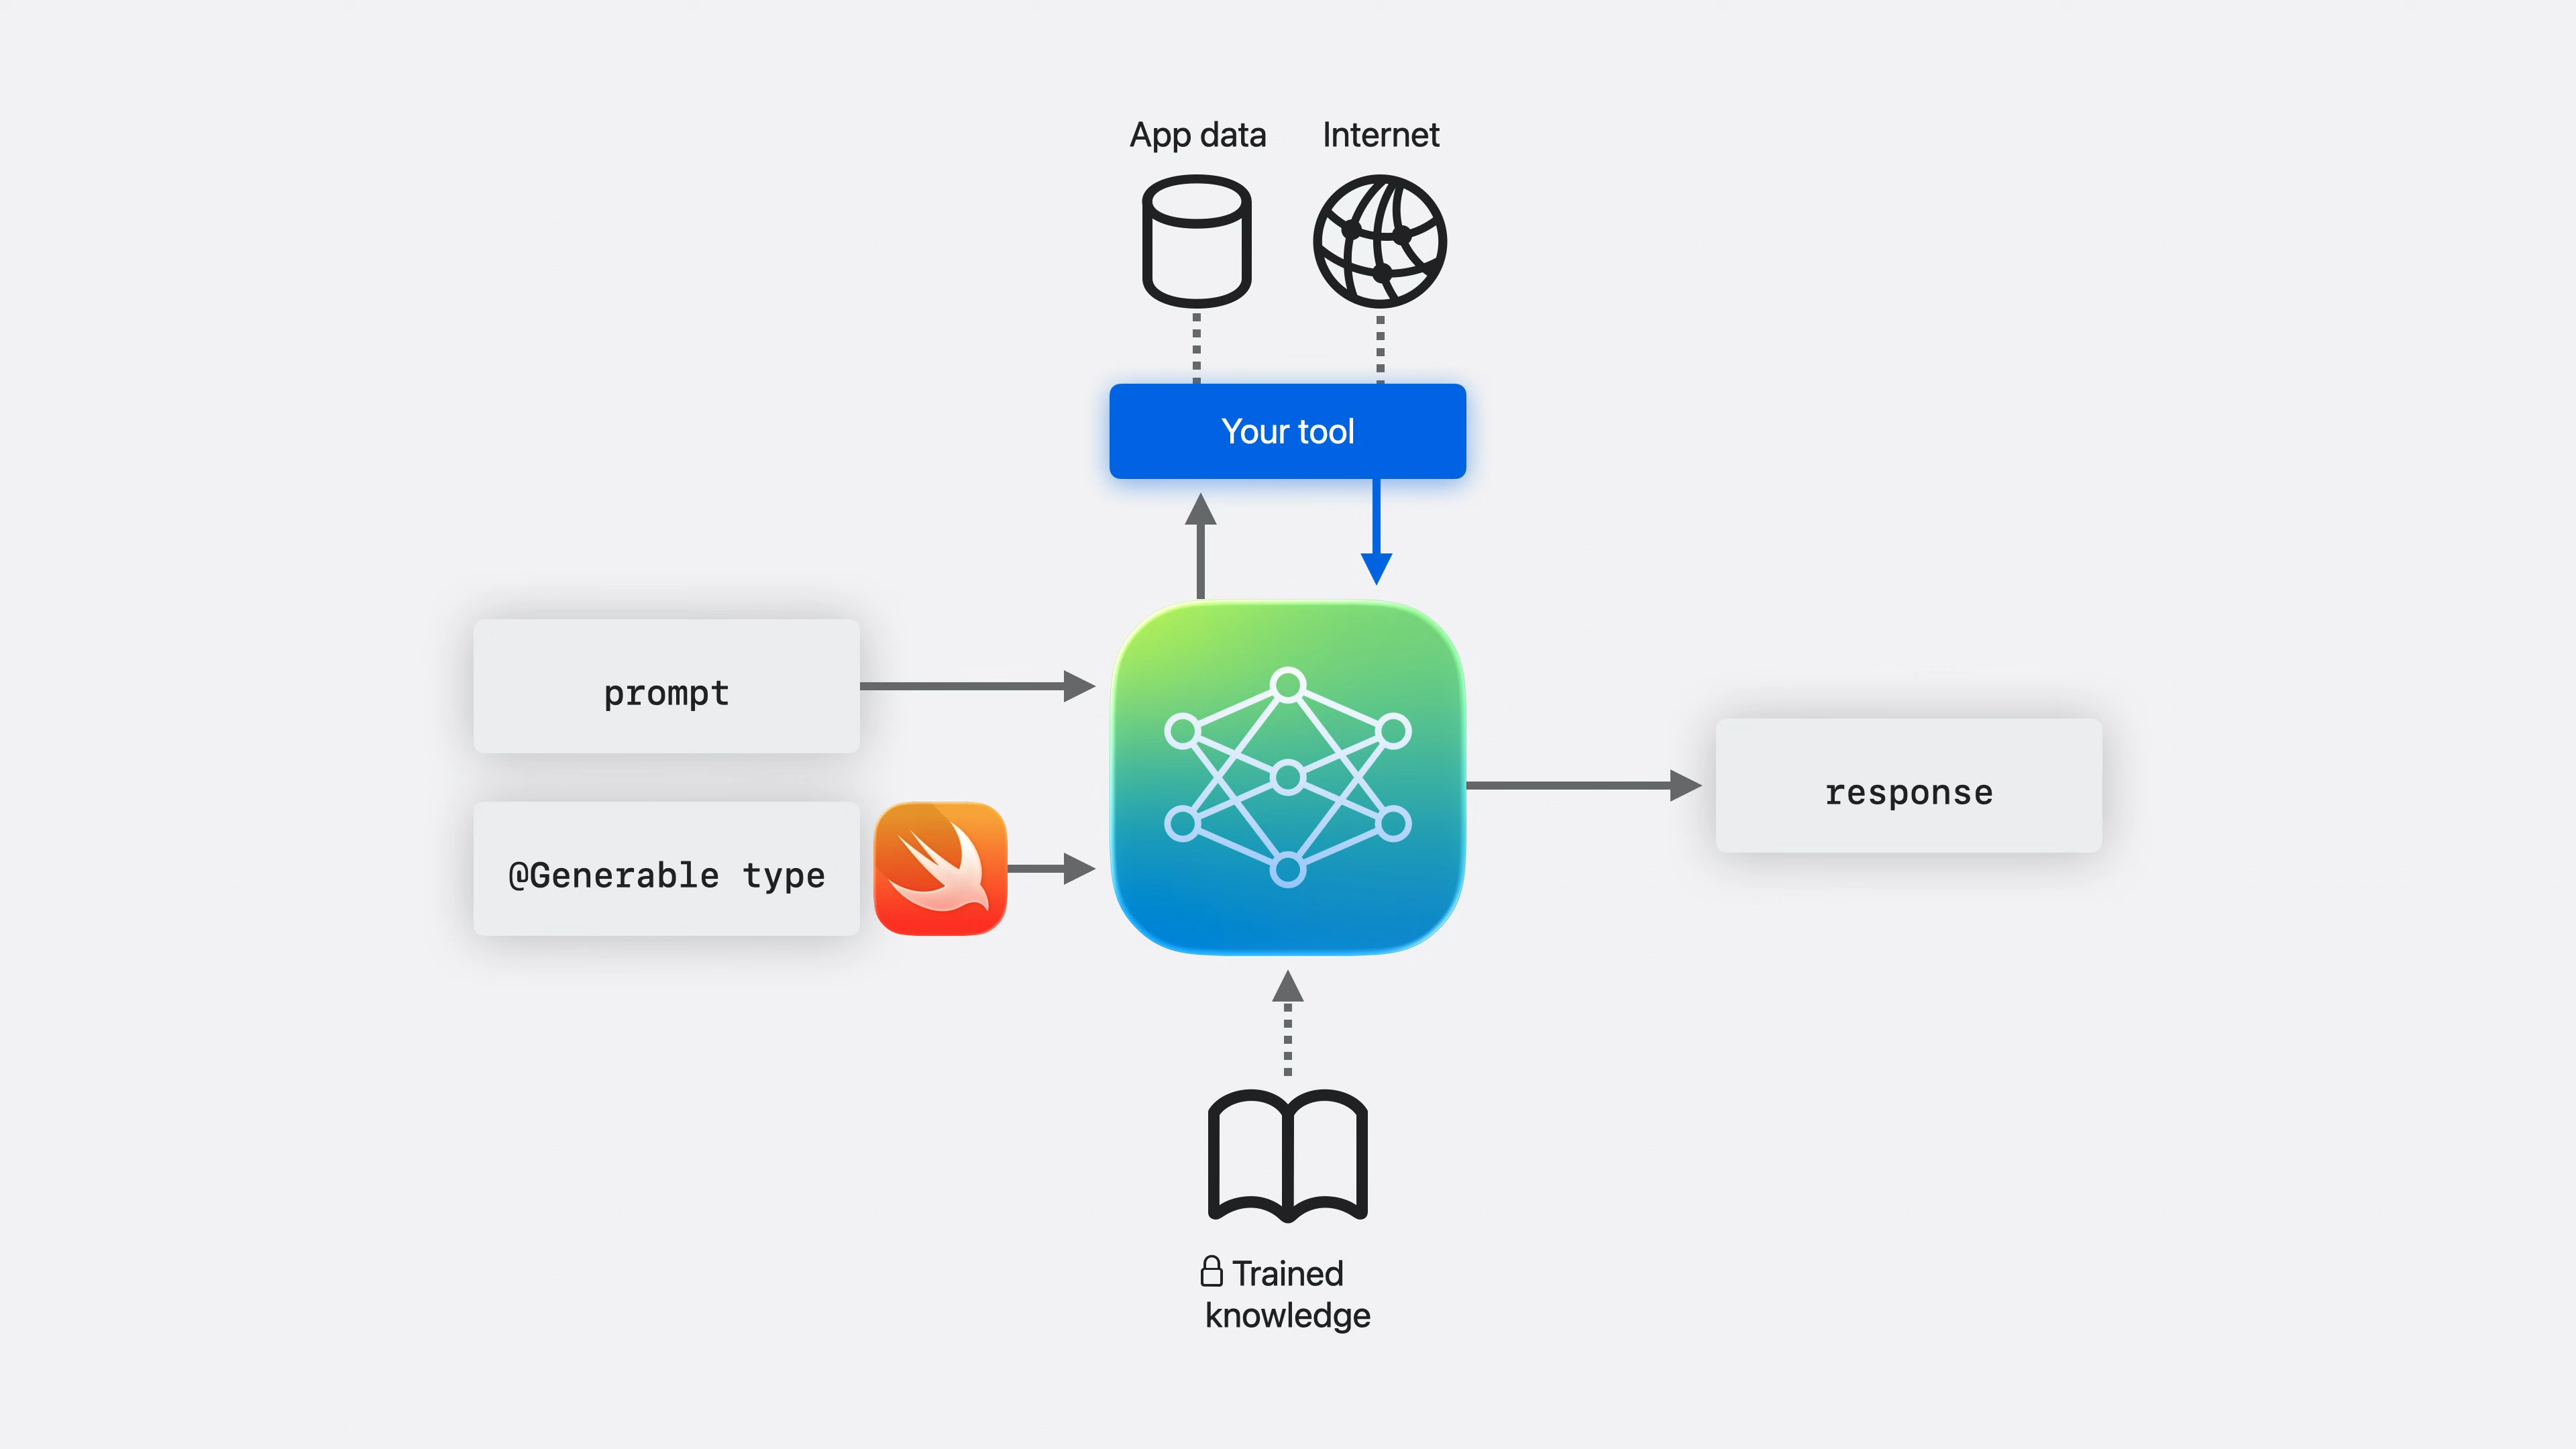 App data
Internet
Your tool
prompt
@Generable type
response
Trained
knowledge